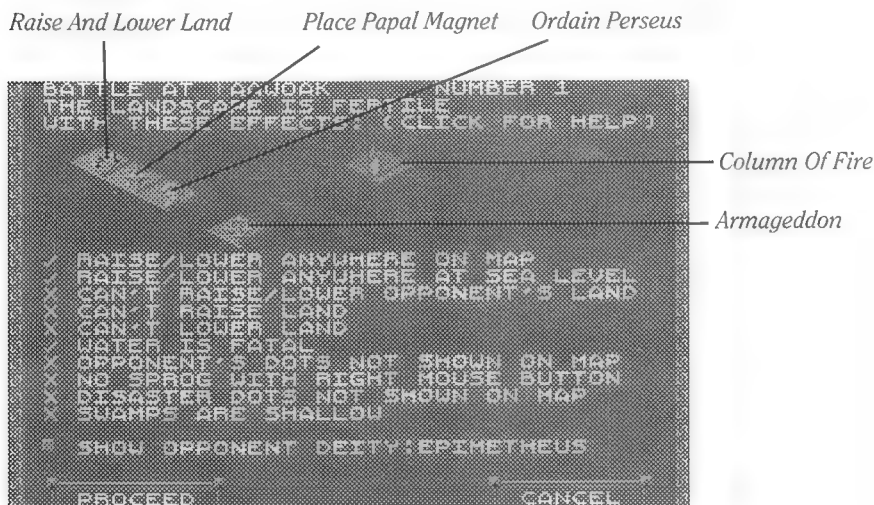 Raise And Lower Land Place Papal Magnet Ordain Perseus
BATTLE AT NUMBER 1
THE LANDSCAPE IS FERTILE
WITH THESE EFFECTS: (CLICK FOR HELP)
Column Of Fire
Armageddon
/ RAISE/LOWER ANYWHERE ON MAP
/ RAISE/LOWER ANYWHERE AT SEA LEVEL
X CAN'T RAISE/LOWER OPPONENT'S LAND
X CAN'T RAISE LAND
X CAN'T LOWER LAND
/ WATER IS FATAL
X OPPONENT'S DOTS NOT SHOWN ON MAP
X NO SPROG WITH RIGHT MOUSE BUTTON
X DISASTER DOTS NOT SHOWN ON MAP
X SWAMPS ARE SHALLOW
SHOW OPPONENT DEITY:EPIMETHEUS
PROCEED CANCEL